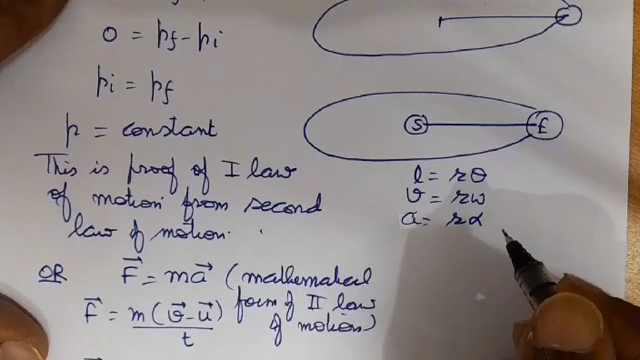 0 = pf - pi
pi = pf
p = constant
This is proof of I law
of motion from second
law of motion.
OR F⃗ = ma⃗ (mathematical
form of II law
of motion)
F⃗ = m(v⃗-u⃗)/t
S
f
l = rθ
v = rω
a = rα